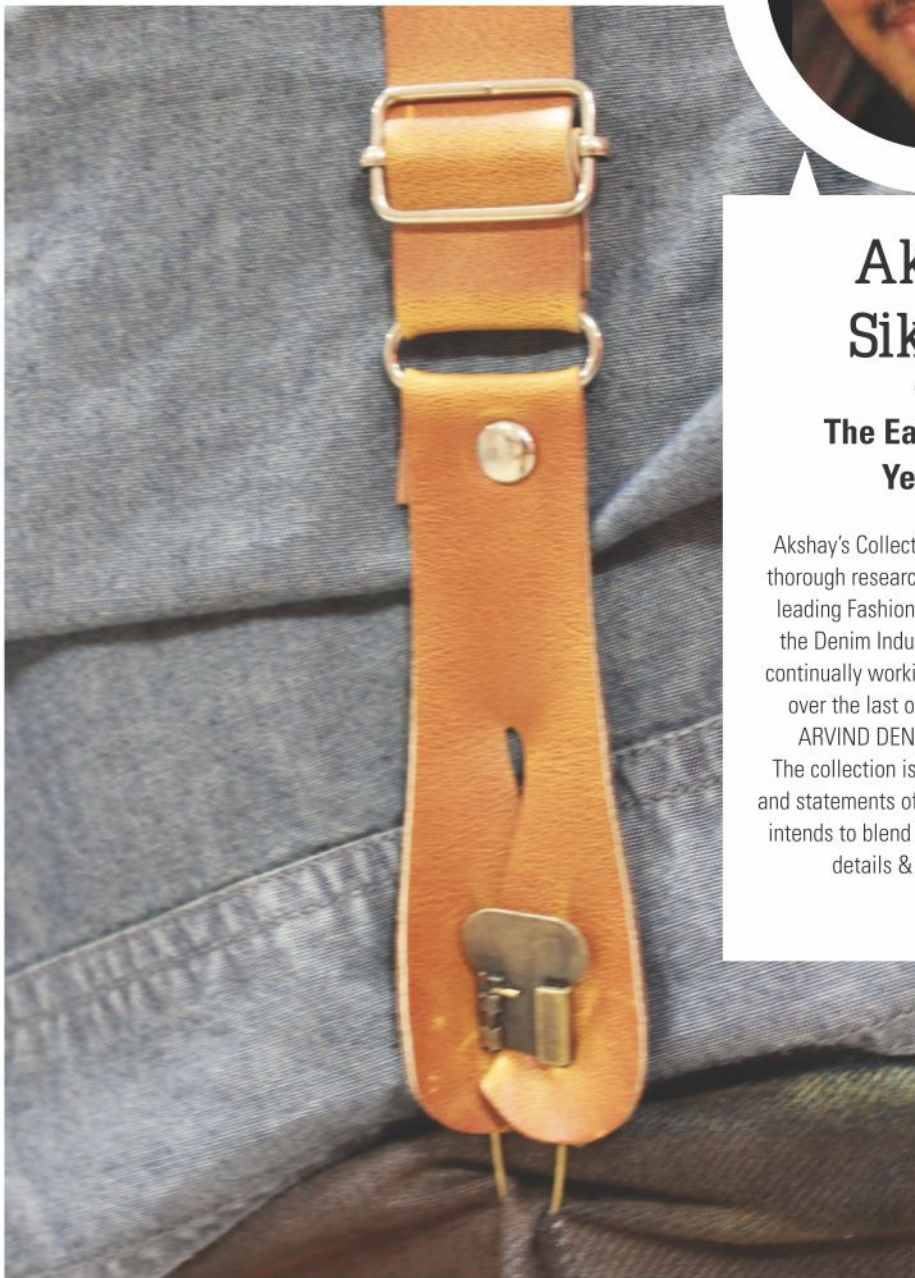 Ak
Sik
The Ea
Ye
Akshay's Collect
thorough researc
leading Fashion
the Denim Indu
continually worki
over the last o
ARVIND DEN
The collection is
and statements of
intends to blend
details &